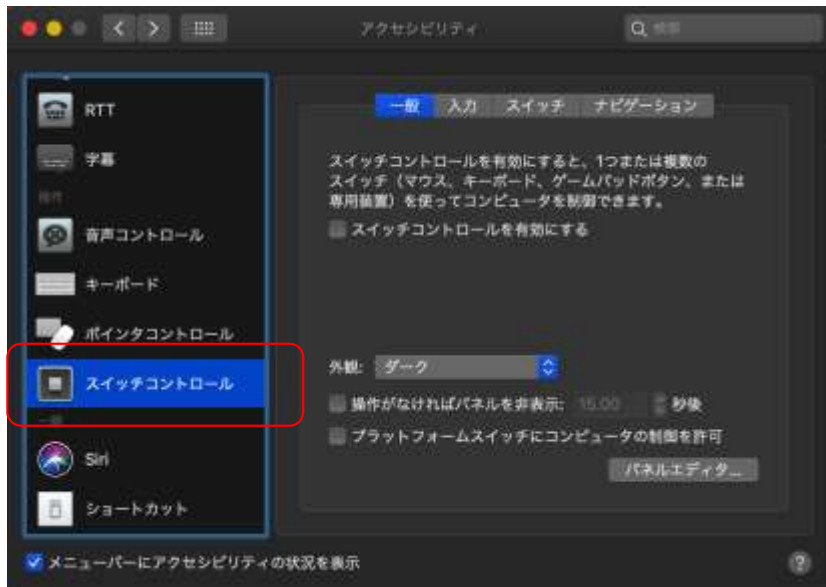 アクセシビリティ
検索
RTT
字幕
操作
音声コントロール
キーボード
ポインタコントロール
スイッチコントロール
一般
Siri
ショートカット
一般 入力 スイッチ ナビゲーション
スイッチコントロールを有効にすると、1つまたは複数の
スイッチ（マウス、キーボード、ゲームパッドボタン、または
専用装置）を使ってコンピュータを制御できます。
スイッチコントロールを有効にする
外観: ダーク
操作がなければパネルを非表示: 15.00 秒後
プラットフォームスイッチにコンピュータの制御を許可
パネルエディタ...
メニューバーにアクセシビリティの状況を表示
?